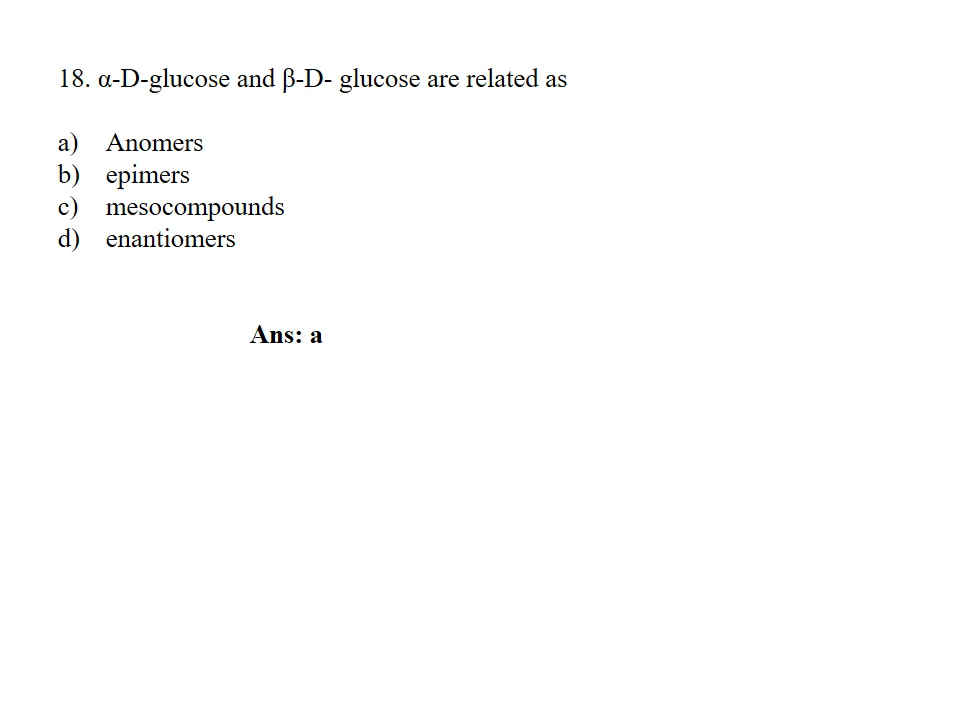 18. α-D-glucose and β-D- glucose are related as
a) Anomers
b) epimers
c) mesocompounds
d) enantiomers
Ans: a